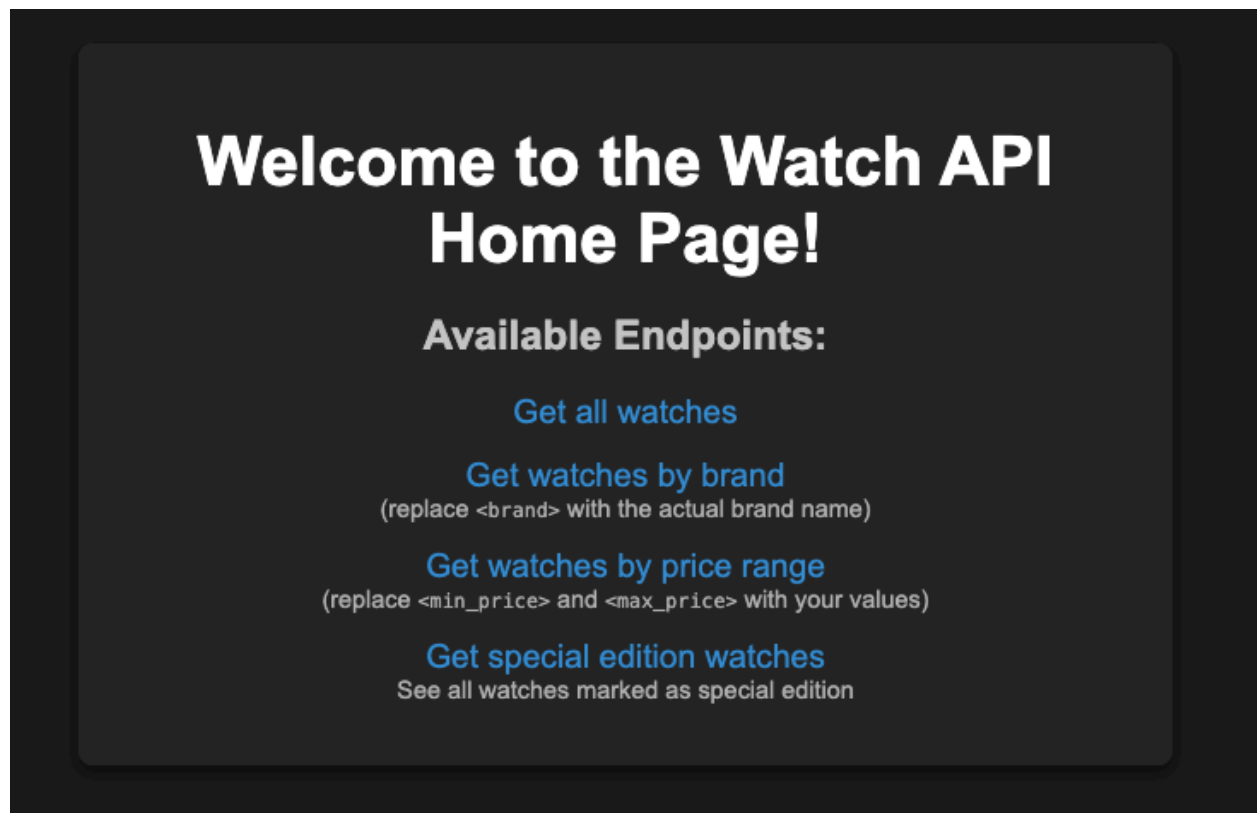 Welcome to the Watch API
Home Page!
Available Endpoints:
Get all watches
Get watches by brand
(replace <brand> with the actual brand name)
Get watches by price range
(replace <min_price> and <max_price> with your values)
Get special edition watches
See all watches marked as special edition